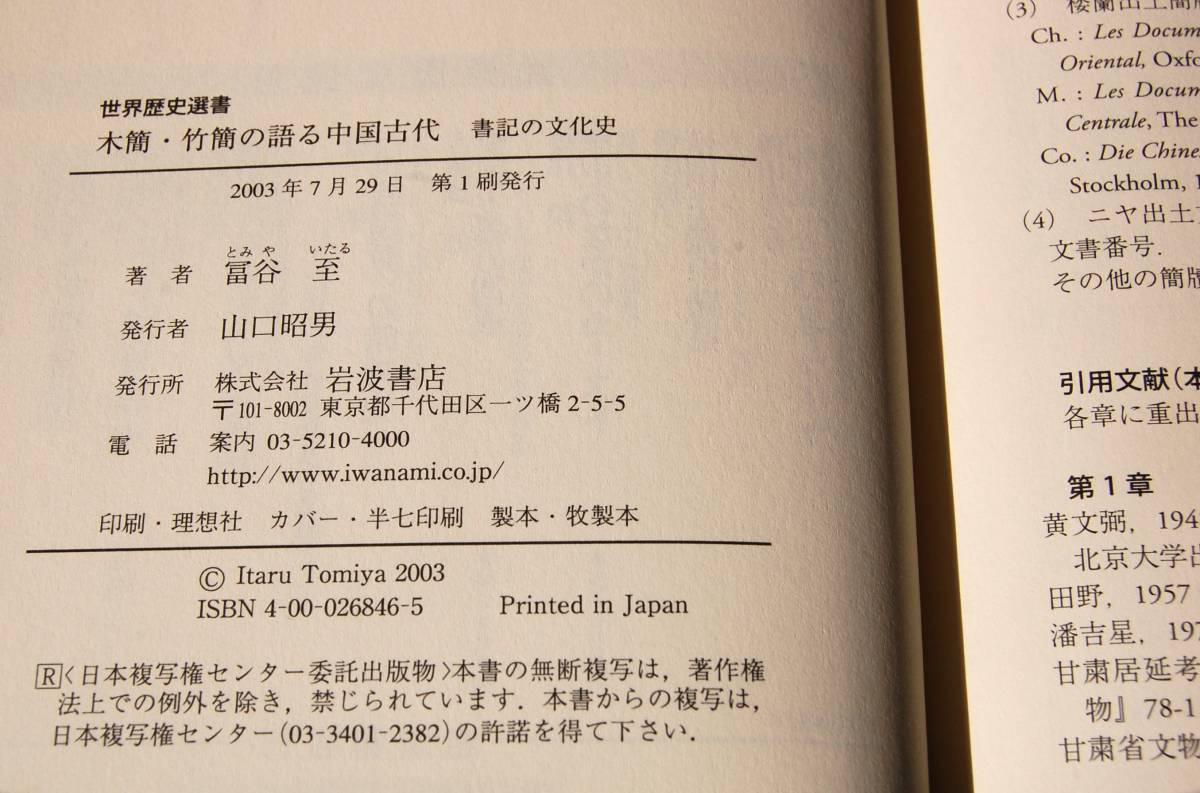 世界歴史選書
木簡・竹簡の語る中国古代 書記の文化史
2003年7月29日 第1刷発行
とみ や いたる
著 者 冨谷 至
発行者 山口昭男
発行所 株式会社 岩波書店
〒101-8002 東京都千代田区一ツ橋2-5-5
電 話 案内 03-5210-4000
http://www.iwanami.co.jp/
印刷・理想社 カバー・半七印刷 製本・牧製本
© Itaru Tomiya 2003
ISBN 4-00-026846-5 Printed in Japan
Ⓡ〈日本複写権センター委託出版物〉本書の無断複写は，著作権
法上での例外を除き，禁じられています．本書からの複写は，
日本複写権センター(03-3401-2382)の許諾を得て下さい．
(3) 楼蘭出土簡
Ch. : Les Docum
Oriental, Oxfo
M. : Les Docum
Centrale, The
Co. : Die Chines
Stockholm,
(4) ニヤ出土
文書番号．
その他の簡牘
引用文献(本
各章に重出
第1章
黄文弼，194
北京大学出
田野，1957
潘吉星，197
甘粛居延考
物』78-1
甘粛省文物